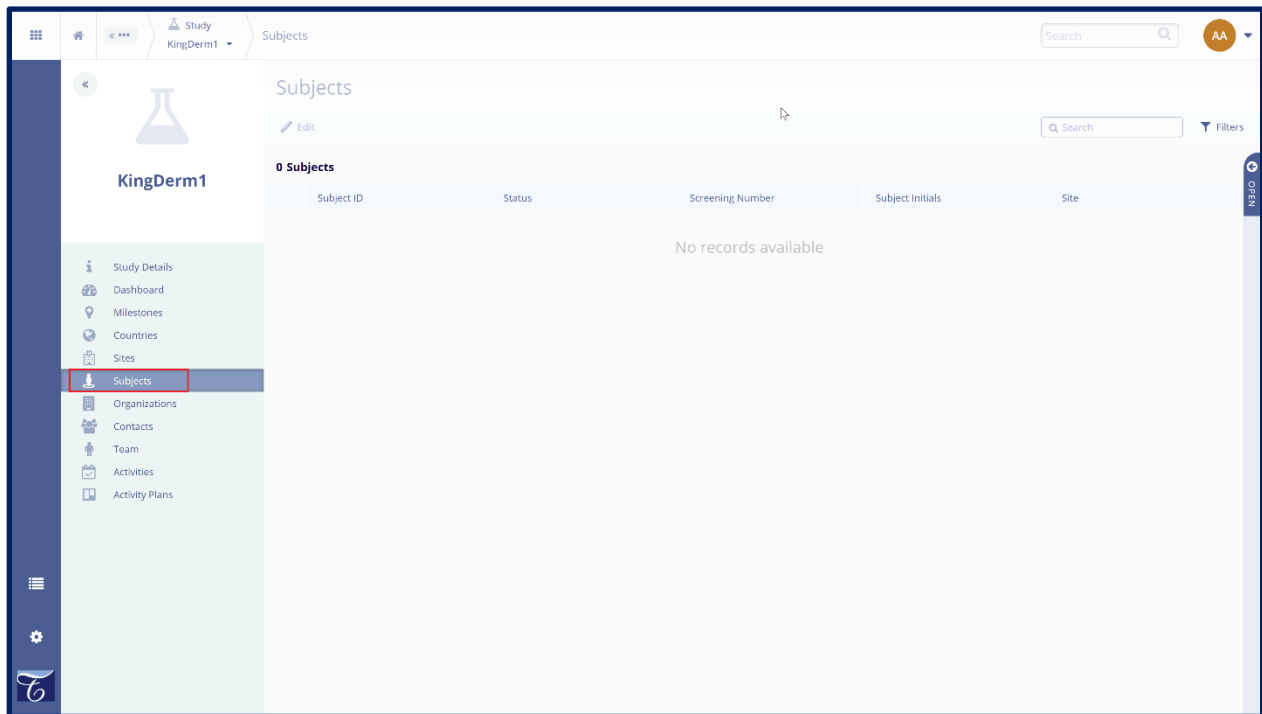 Study
KingDerm1
Subjects
Search
AA
«
KingDerm1
Subjects
Edit
Search
Filters
0 Subjects
OPEN
Subject ID Status Screening Number Subject Initials Site
No records available
Study Details
Dashboard
Milestones
Countries
Sites
Subjects
Organizations
Contacts
Team
Activities
Activity Plans